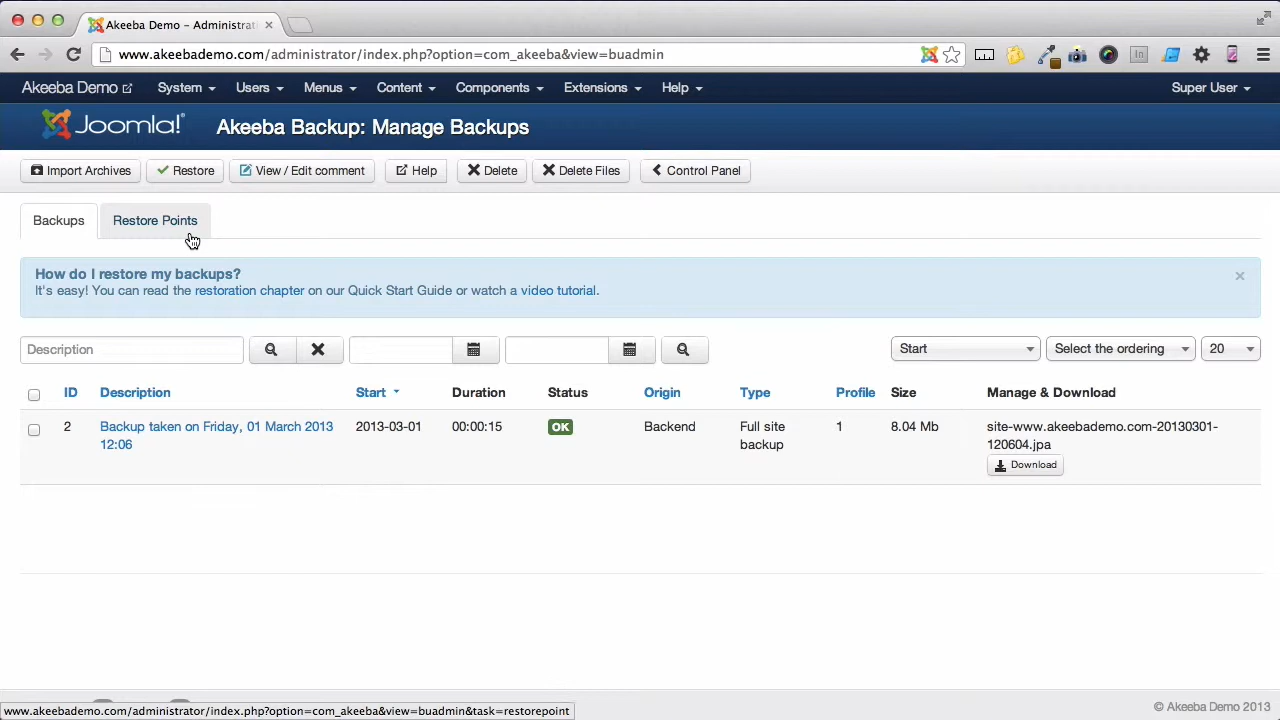 Akeeba Demo - Administrat
www.akeebademo.com/administrator/index.php?option=com_akeeba&view=buadmin
Akeeba Demo System Users Menus Content Components Extensions Help Super User
Joomla! Akeeba Backup: Manage Backups
Import Archives Restore View / Edit comment Help Delete Delete Files Control Panel
Backups Restore Points
How do I restore my backups?
It's easy! You can read the restoration chapter on our Quick Start Guide or watch a video tutorial.
Description Start Select the ordering 20
ID Description Start Duration Status Origin Type Profile Size Manage & Download
2 Backup taken on Friday, 01 March 2013 2013-03-01 00:00:15 OK Backend Full site 1 8.04 Mb site-www.akeebademo.com-20130301-
12:06 backup 120604.jpa
Download
www.akeebademo.com/administrator/index.php?option=com_akeeba&view=buadmin&task=restorepoint
© Akeeba Demo 2013